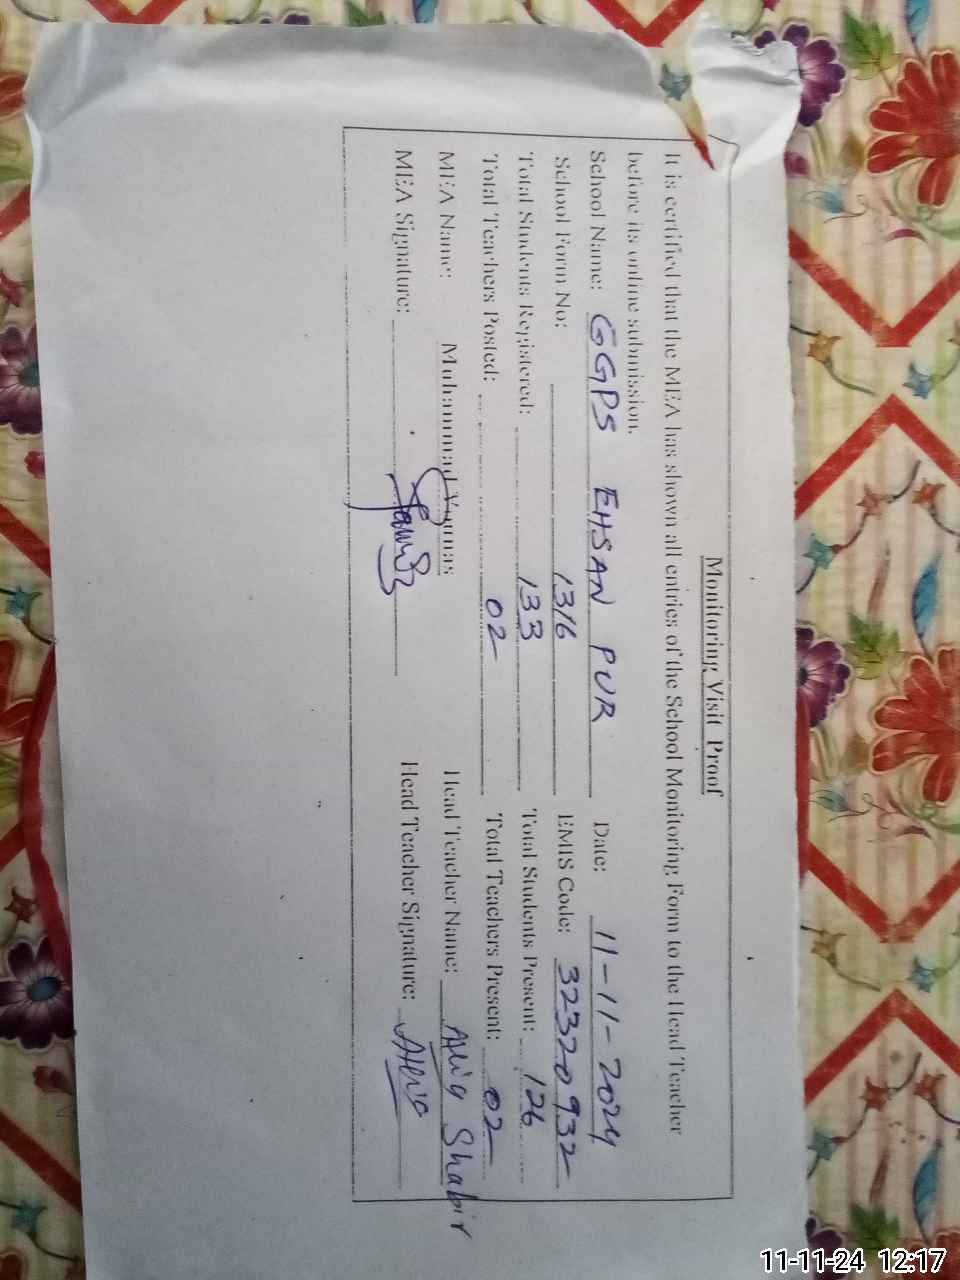 Monitoring Visit Proof
It is certified that the MEA has shown all entries of the School Monitoring Form to the Head Teacher
before its online submission.
School Name: GGPS EHSAN PUR Date: 11-11-2024
School Form No: 1316 EMIS Code: 32320932
Total Students Registered: 133 Total Students Present: 126
Total Teachers Posted: 02 Total Teachers Present: 02
MEA Name: Muhammad Younas Head Teacher Name: Shabir
MEA Signature: Head Teacher Signature:
11-11-24 12:17